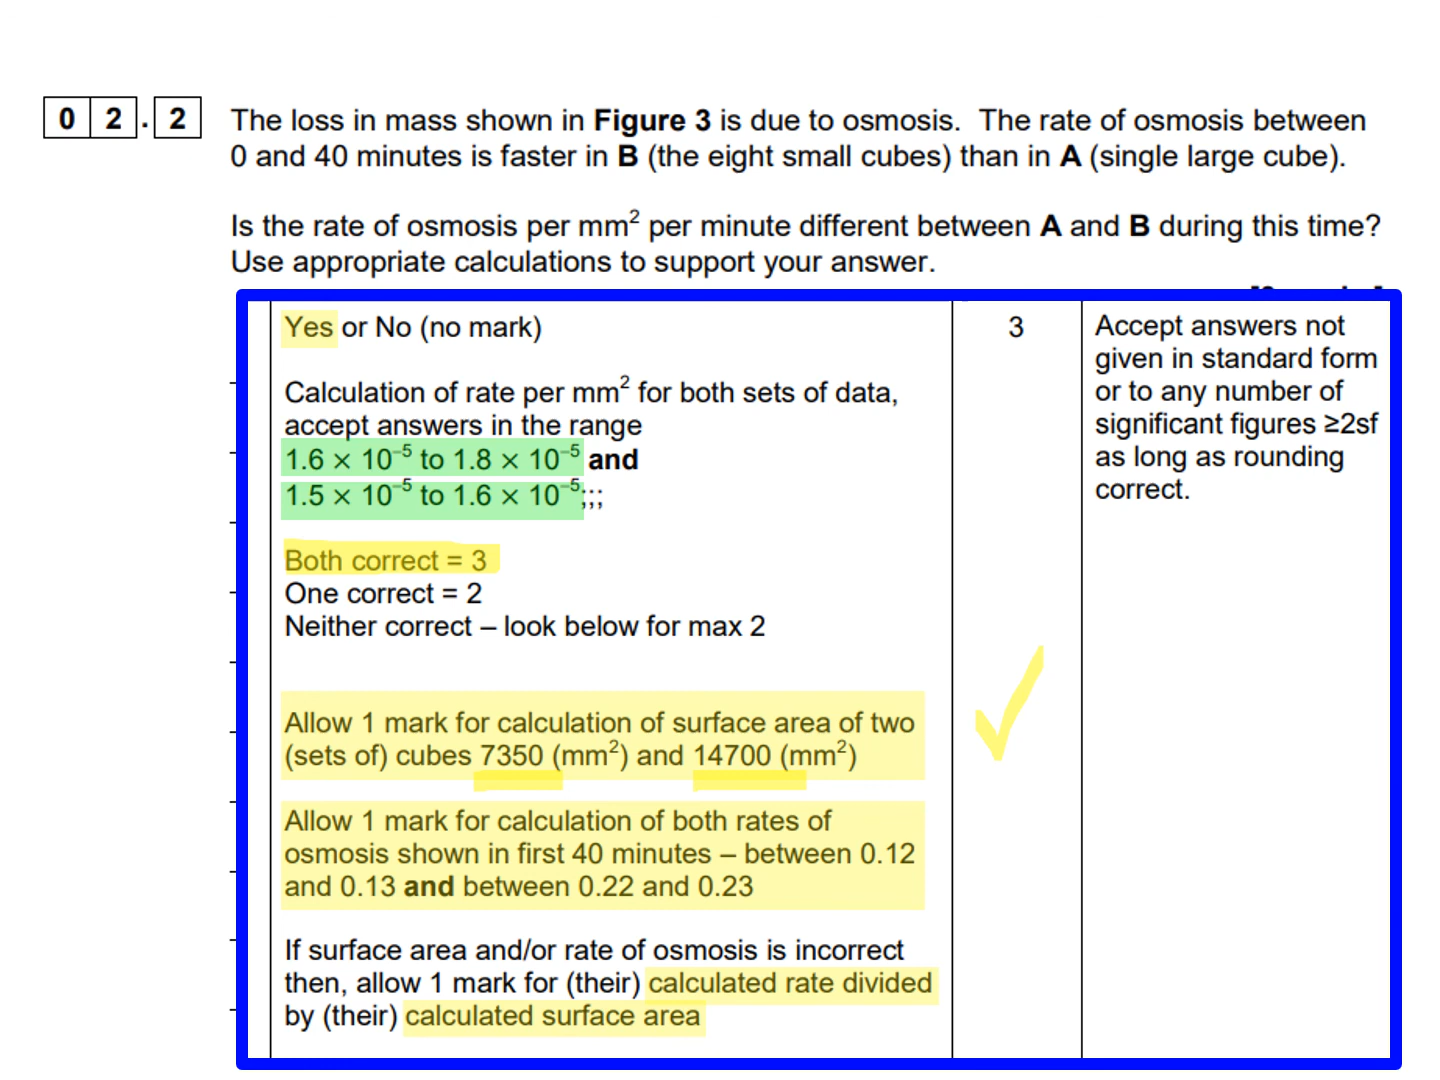 0 2 . 2 The loss in mass shown in Figure 3 is due to osmosis. The rate of osmosis between
0 and 40 minutes is faster in B (the eight small cubes) than in A (single large cube).
Is the rate of osmosis per mm² per minute different between A and B during this time?
Use appropriate calculations to support your answer.
Yes or No (no mark)
Calculation of rate per mm² for both sets of data,
accept answers in the range
1.6 × 10⁻⁵ to 1.8 × 10⁻⁵ and
1.5 × 10⁻⁵ to 1.6 × 10⁻⁵;;;
Both correct = 3
One correct = 2
Neither correct – look below for max 2
Allow 1 mark for calculation of surface area of two
(sets of) cubes 7350 (mm²) and 14700 (mm²)
Allow 1 mark for calculation of both rates of
osmosis shown in first 40 minutes – between 0.12
and 0.13 and between 0.22 and 0.23
If surface area and/or rate of osmosis is incorrect
then, allow 1 mark for (their) calculated rate divided
by (their) calculated surface area
3
Accept answers not
given in standard form
or to any number of
significant figures ≥2sf
as long as rounding
correct.